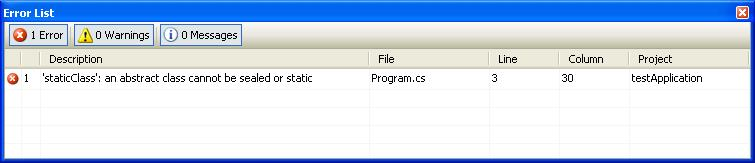 Error List
1 Error 0 Warnings 0 Messages
Description File Line Column Project
1 'staticClass': an abstract class cannot be sealed or static Program.cs 3 30 testApplication